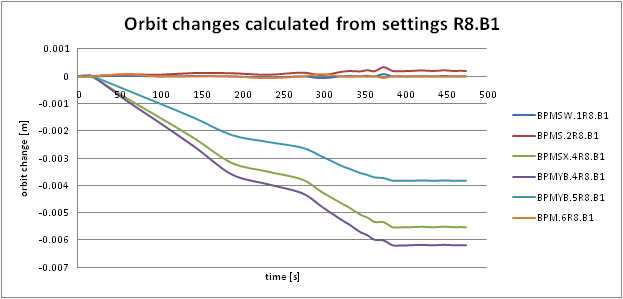 Orbit changes calculated from settings R8.B1
0.001
0
-0.001
-0.002
-0.003
-0.004
-0.005
-0.006
-0.007
0 50 100 150 200 250 300 350 400 450 500
orbit change [m]
time [s]
BPMSW.1R8.B1
BPMS.2R8.B1
BPMSX.4R8.B1
BPMYB.4R8.B1
BPMYB.5R8.B1
BPM.6R8.B1